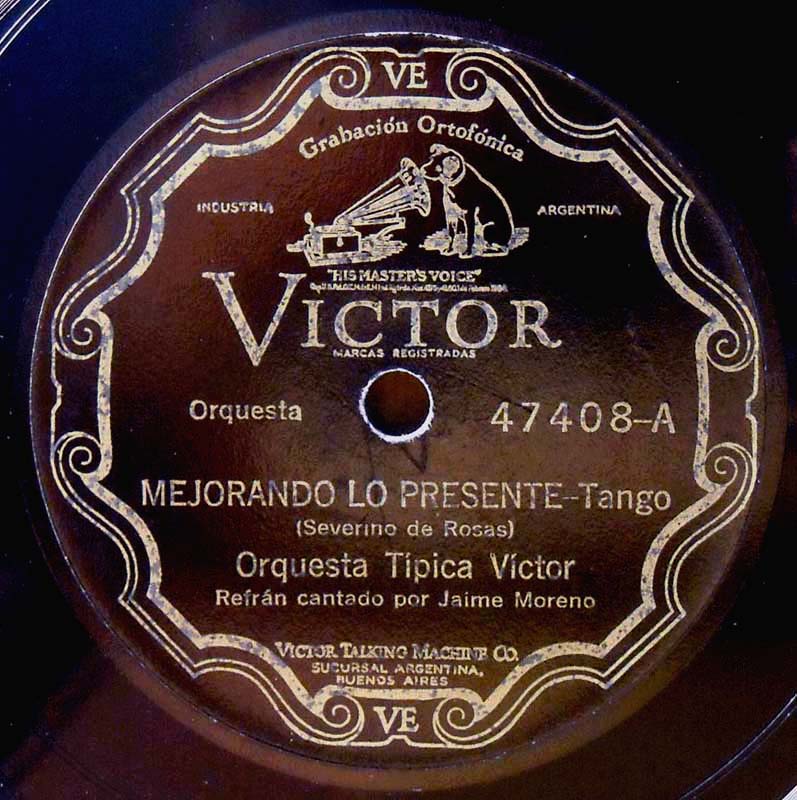 VE
Grabación Ortofónica
INDUSTRIA ARGENTINA
"HIS MASTER'S VOICE"
VICTOR
MARCAS REGISTRADAS
Orquesta 47408-A
MEJORANDO LO PRESENTE--Tango
(Severino de Rosas)
Orquesta Típica Víctor
Refrán cantado por Jaime Moreno
VICTOR TALKING MACHINE CO.
SUCURSAL ARGENTINA,
BUENOS AIRES
VE